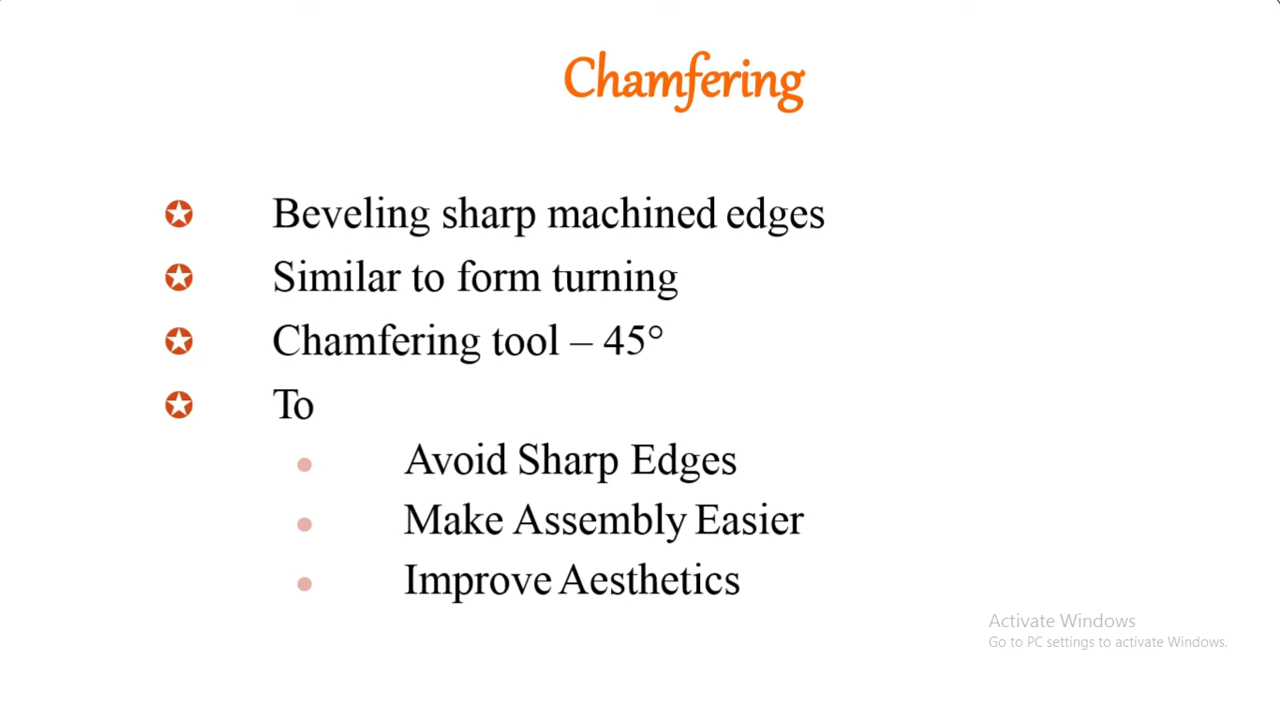 Chamfering
Beveling sharp machined edges
Similar to form turning
Chamfering tool – 45°
To
Avoid Sharp Edges
Make Assembly Easier
Improve Aesthetics
Activate Windows
Go to PC settings to activate Windows.